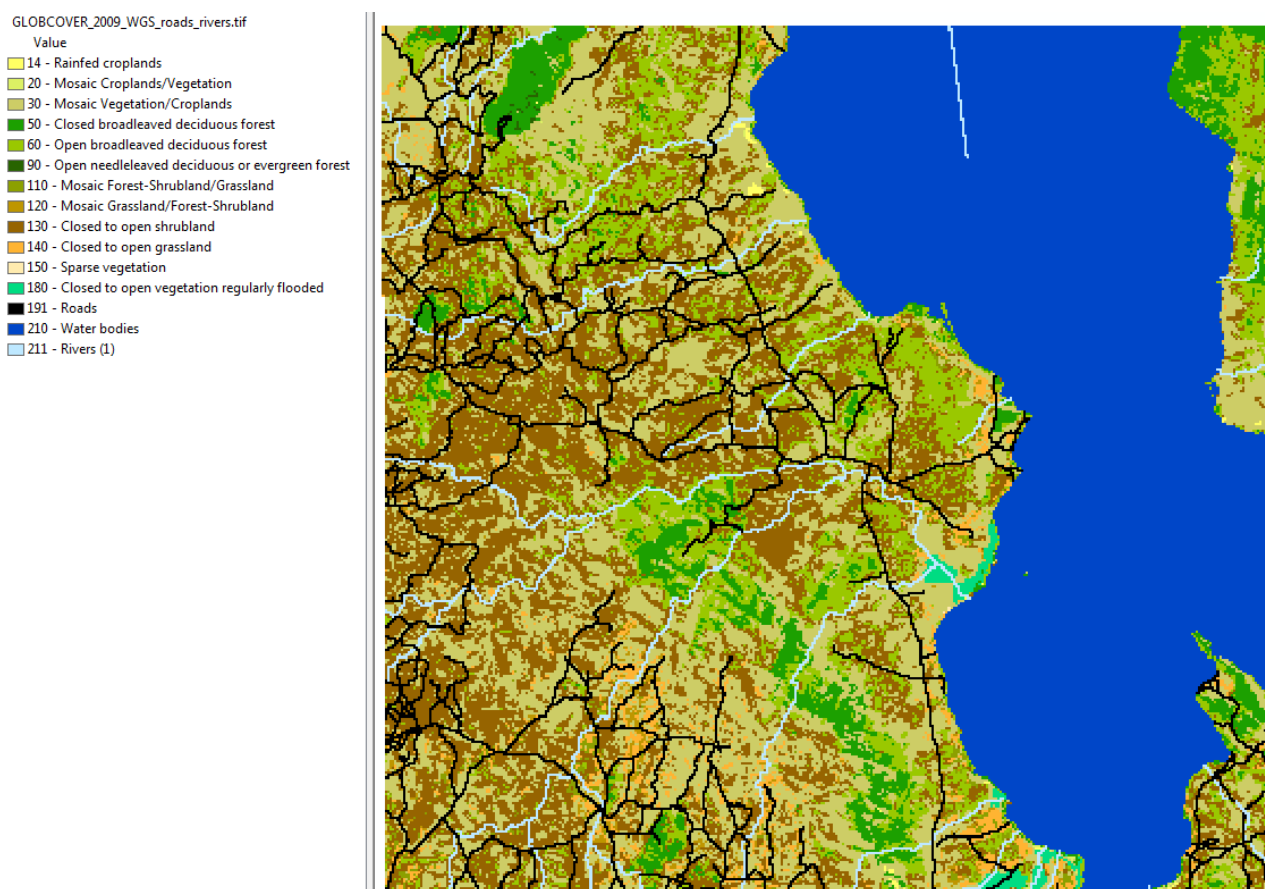 GLOBCOVER_2009_WGS_roads_rivers.tif
Value
14 - Rainfed croplands
20 - Mosaic Croplands/Vegetation
30 - Mosaic Vegetation/Croplands
50 - Closed broadleaved deciduous forest
60 - Open broadleaved deciduous forest
90 - Open needleleaved deciduous or evergreen forest
110 - Mosaic Forest-Shrubland/Grassland
120 - Mosaic Grassland/Forest-Shrubland
130 - Closed to open shrubland
140 - Closed to open grassland
150 - Sparse vegetation
180 - Closed to open vegetation regularly flooded
191 - Roads
210 - Water bodies
211 - Rivers (1)